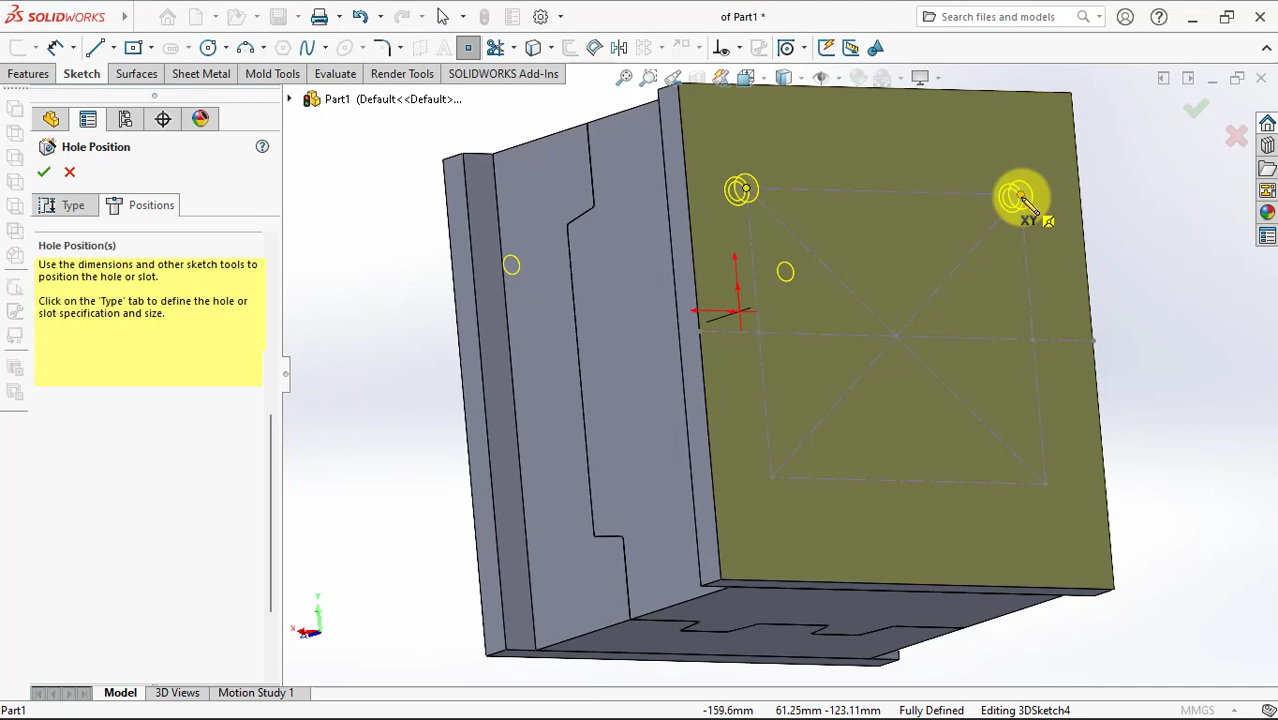 SOLIDWORKS
of Part1 *
Search files and models
Features
Sketch
Surfaces
Sheet Metal
Mold Tools
Evaluate
Render Tools
SOLIDWORKS Add-Ins
Part1 (Default<<Default>...
Hole Position
Type
Positions
Hole Position(s)
Use the dimensions and other sketch tools to
position the hole or slot.
Click on the 'Type' tab to define the hole or
slot specification and size.
XY
Y
X
Z
Model
3D Views
Motion Study 1
Part1
-159.6mm
61.25mm -123.11mm
Fully Defined
Editing 3DSketch4
MMGS